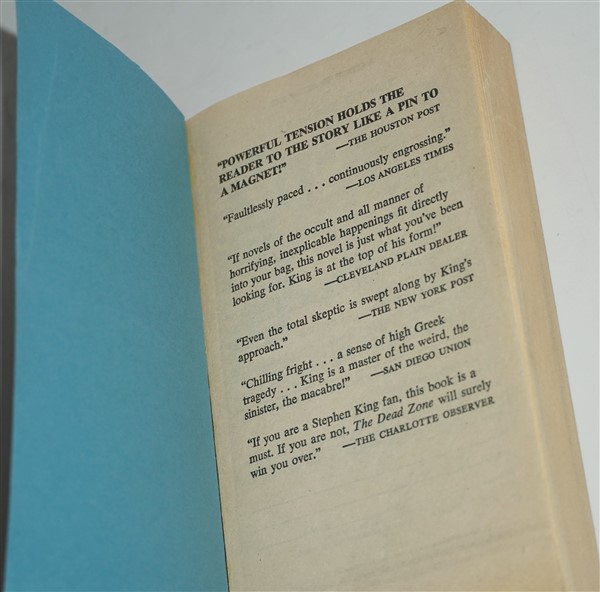 "POWERFUL TENSION HOLDS THE
READER TO THE STORY LIKE A PIN TO
A MAGNET!" —THE HOUSTON POST
"Faultlessly paced . . . continuously engrossing."
—LOS ANGELES TIMES
"If novels of the occult and all manner of
horrifying, inexplicable happenings fit directly
into your bag, this novel is just what you've been
looking for. King is at the top of his form!"
—CLEVELAND PLAIN DEALER
"Even the total skeptic is swept along by King's
approach." —THE NEW YORK POST
"Chilling fright . . . a sense of high Greek
tragedy . . . King is a master of the weird, the
sinister, the macabre!" —SAN DIEGO UNION
"If you are a Stephen King fan, this book is a
must. If you are not, The Dead Zone will surely
win you over." —THE CHARLOTTE OBSERVER